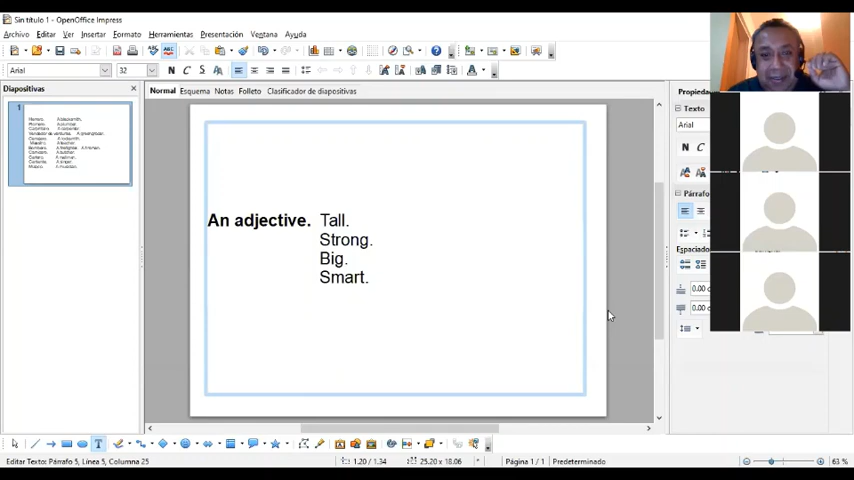 Sin título 1 - OpenOffice Impress
Archivo Editar Ver Insertar Formato Herramientas Presentación Ventana Ayuda
Arial 32 N C S
Diapositivas
Normal Esquema Notas Folleto Clasificador de diapositivas
Propied
Texto
Arial
N C
Párrafo
Espaciado
0.00 c
0.00 c
1
An adjective. Tall.
Strong.
Big.
Smart.
Editar Texto: Párrafo 5, Línea 5, Columna 25 1.20 / 1.34 25.20 x 18.06 * Página 1 / 1 Predeterminado 63 %